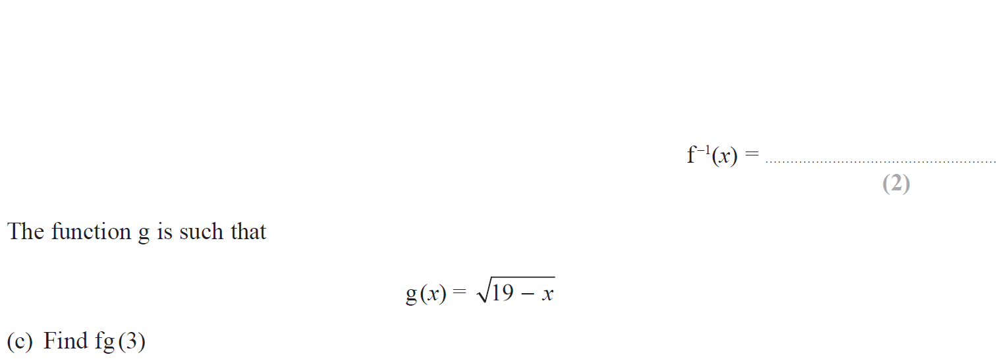 f⁻¹(x) = ......................................................
(2)
The function g is such that
g(x) = √(19 – x)
(c) Find fg(3)